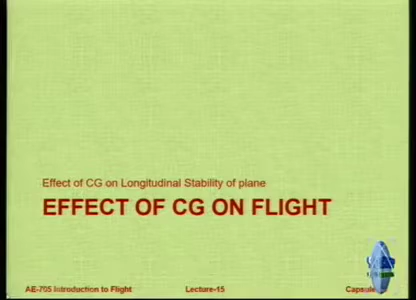 Effect of CG on Longitudinal Stability of plane
EFFECT OF CG ON FLIGHT
AE-705 Introduction to Flight Lecture-15 Capsule